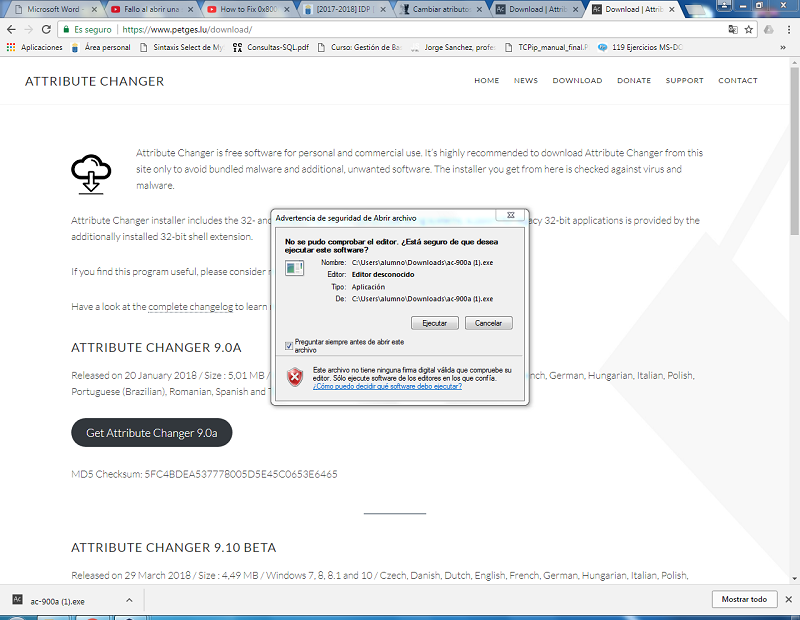 Microsoft Word
Fallo al abrir una
How to Fix 0x800
[2017-2018] IDP |
Cambiar atributo
Download | Attrib
Download | Attrib
Es seguro
https://www.petges.lu/download/
Aplicaciones
Área personal
Sintaxis Select de My
Consultas-SQL.pdf
Curso: Gestión de Ba
Jorge Sanchez, profe
TCPip_manual_final.P
119 Ejercicios MS-DO
ATTRIBUTE CHANGER
HOME NEWS DOWNLOAD DONATE SUPPORT CONTACT
Attribute Changer is free software for personal and commercial use. It's highly recommended to download Attribute Changer from this
site only to avoid bundled malware and additional, unwanted software. The installer you get from here is checked against virus and
malware.
Attribute Changer installer includes the 32- and
acy 32-bit applications is provided by the
additionally installed 32-bit shell extension.
If you find this program useful, please consider
Have a look at the complete changelog to learn
ATTRIBUTE CHANGER 9.0A
Released on 20 January 2018 / Size : 5,01 MB /
nch, German, Hungarian, Italian, Polish,
Portuguese (Brazilian), Romanian, Spanish and T
Get Attribute Changer 9.0a
MD5 Checksum: 5FC4BDEA537778005D5E45C0653E6465
ATTRIBUTE CHANGER 9.10 BETA
Released on 29 March 2018 / Size : 4,49 MB / Windows 7, 8, 8.1 and 10 / Czech, Danish, Dutch, English, French, German, Hungarian, Italian, Polish,
Advertencia de seguridad de Abrir archivo
No se pudo comprobar el editor. ¿Está seguro de que desea
ejecutar este software?
Nombre: C:\Users\alumno\Downloads\ac-900a (1).exe
Editor: Editor desconocido
Tipo: Aplicación
De: C:\Users\alumno\Downloads\ac-900a (1).exe
Ejecutar
Cancelar
Preguntar siempre antes de abrir este
archivo
Este archivo no tiene ninguna firma digital válida que compruebe su
editor. Sólo ejecute software de los editores en los que confía.
¿Cómo puedo decidir qué software debo ejecutar?
Ac
ac-900a (1).exe
Mostrar todo